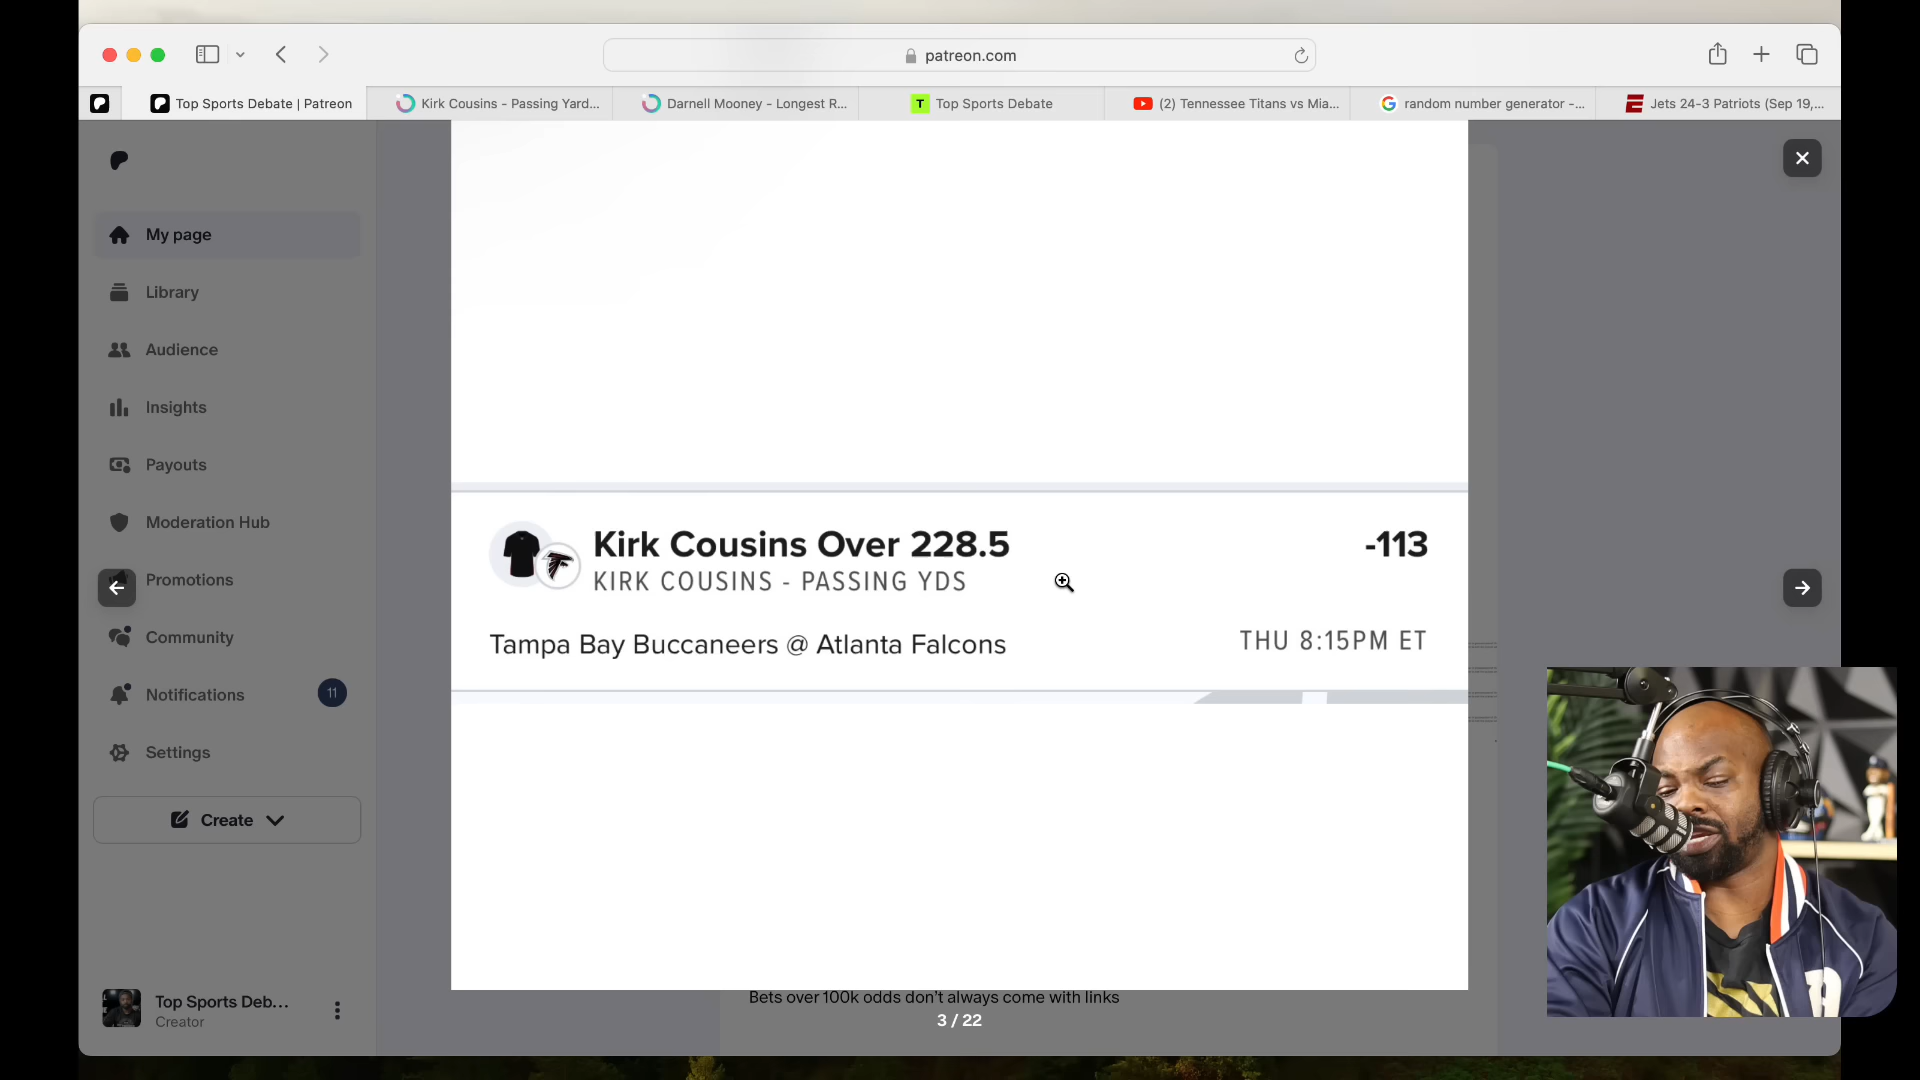 patreon.com
Top Sports Debate | Patreon
Kirk Cousins - Passing Yard...
Darnell Mooney - Longest R...
T Top Sports Debate
(2) Tennessee Titans vs Mia...
random number generator -...
Jets 24-3 Patriots (Sep 19,...
My page
Library
Audience
Insights
Payouts
Moderation Hub
Promotions
Community
Notifications 11
Settings
Create
Top Sports Deb...
Creator
Kirk Cousins Over 228.5 -113
KIRK COUSINS - PASSING YDS
Tampa Bay Buccaneers @ Atlanta Falcons THU 8:15PM ET
Bets over 100k odds don't always come with links
3 / 22